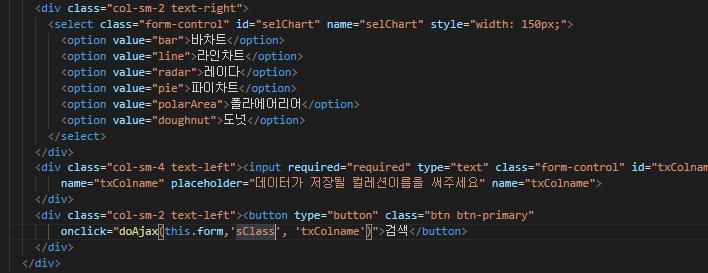 <div class="col-sm-2 text-right">
<select class="form-control" id="selChart" name="selChart" style="width: 150px;">
<option value="bar">바차트</option>
<option value="line">라인차트</option>
<option value="radar">레이다</option>
<option value="pie">파이차트</option>
<option value="polarArea">폴라에어리어</option>
<option value="doughnut">도넛</option>
</select>
</div>
<div class="col-sm-4 text-left"><input required="required" type="text" class="form-control" id="txColname"
name="txColname" placeholder="데이터가 저장될 컬레션이름을 써주세요" name="txColname">
</div>
<div class="col-sm-2 text-left"><button type="button" class="btn btn-primary"
onclick="doAjax(this.form,'sClass', 'txColname')">검색</button>
</div>
</div>